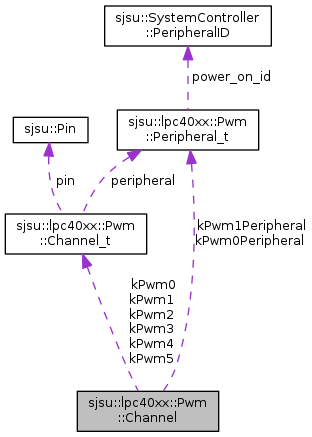 sjsu::SystemController
::PeripheralID
power_on_id
sjsu::Pin
sjsu::lpc40xx::Pwm
::Peripheral_t
pin
peripheral
sjsu::lpc40xx::Pwm
::Channel_t
kPwm1Peripheral
kPwm0Peripheral
kPwm0
kPwm1
kPwm2
kPwm3
kPwm4
kPwm5
sjsu::lpc40xx::Pwm
::Channel